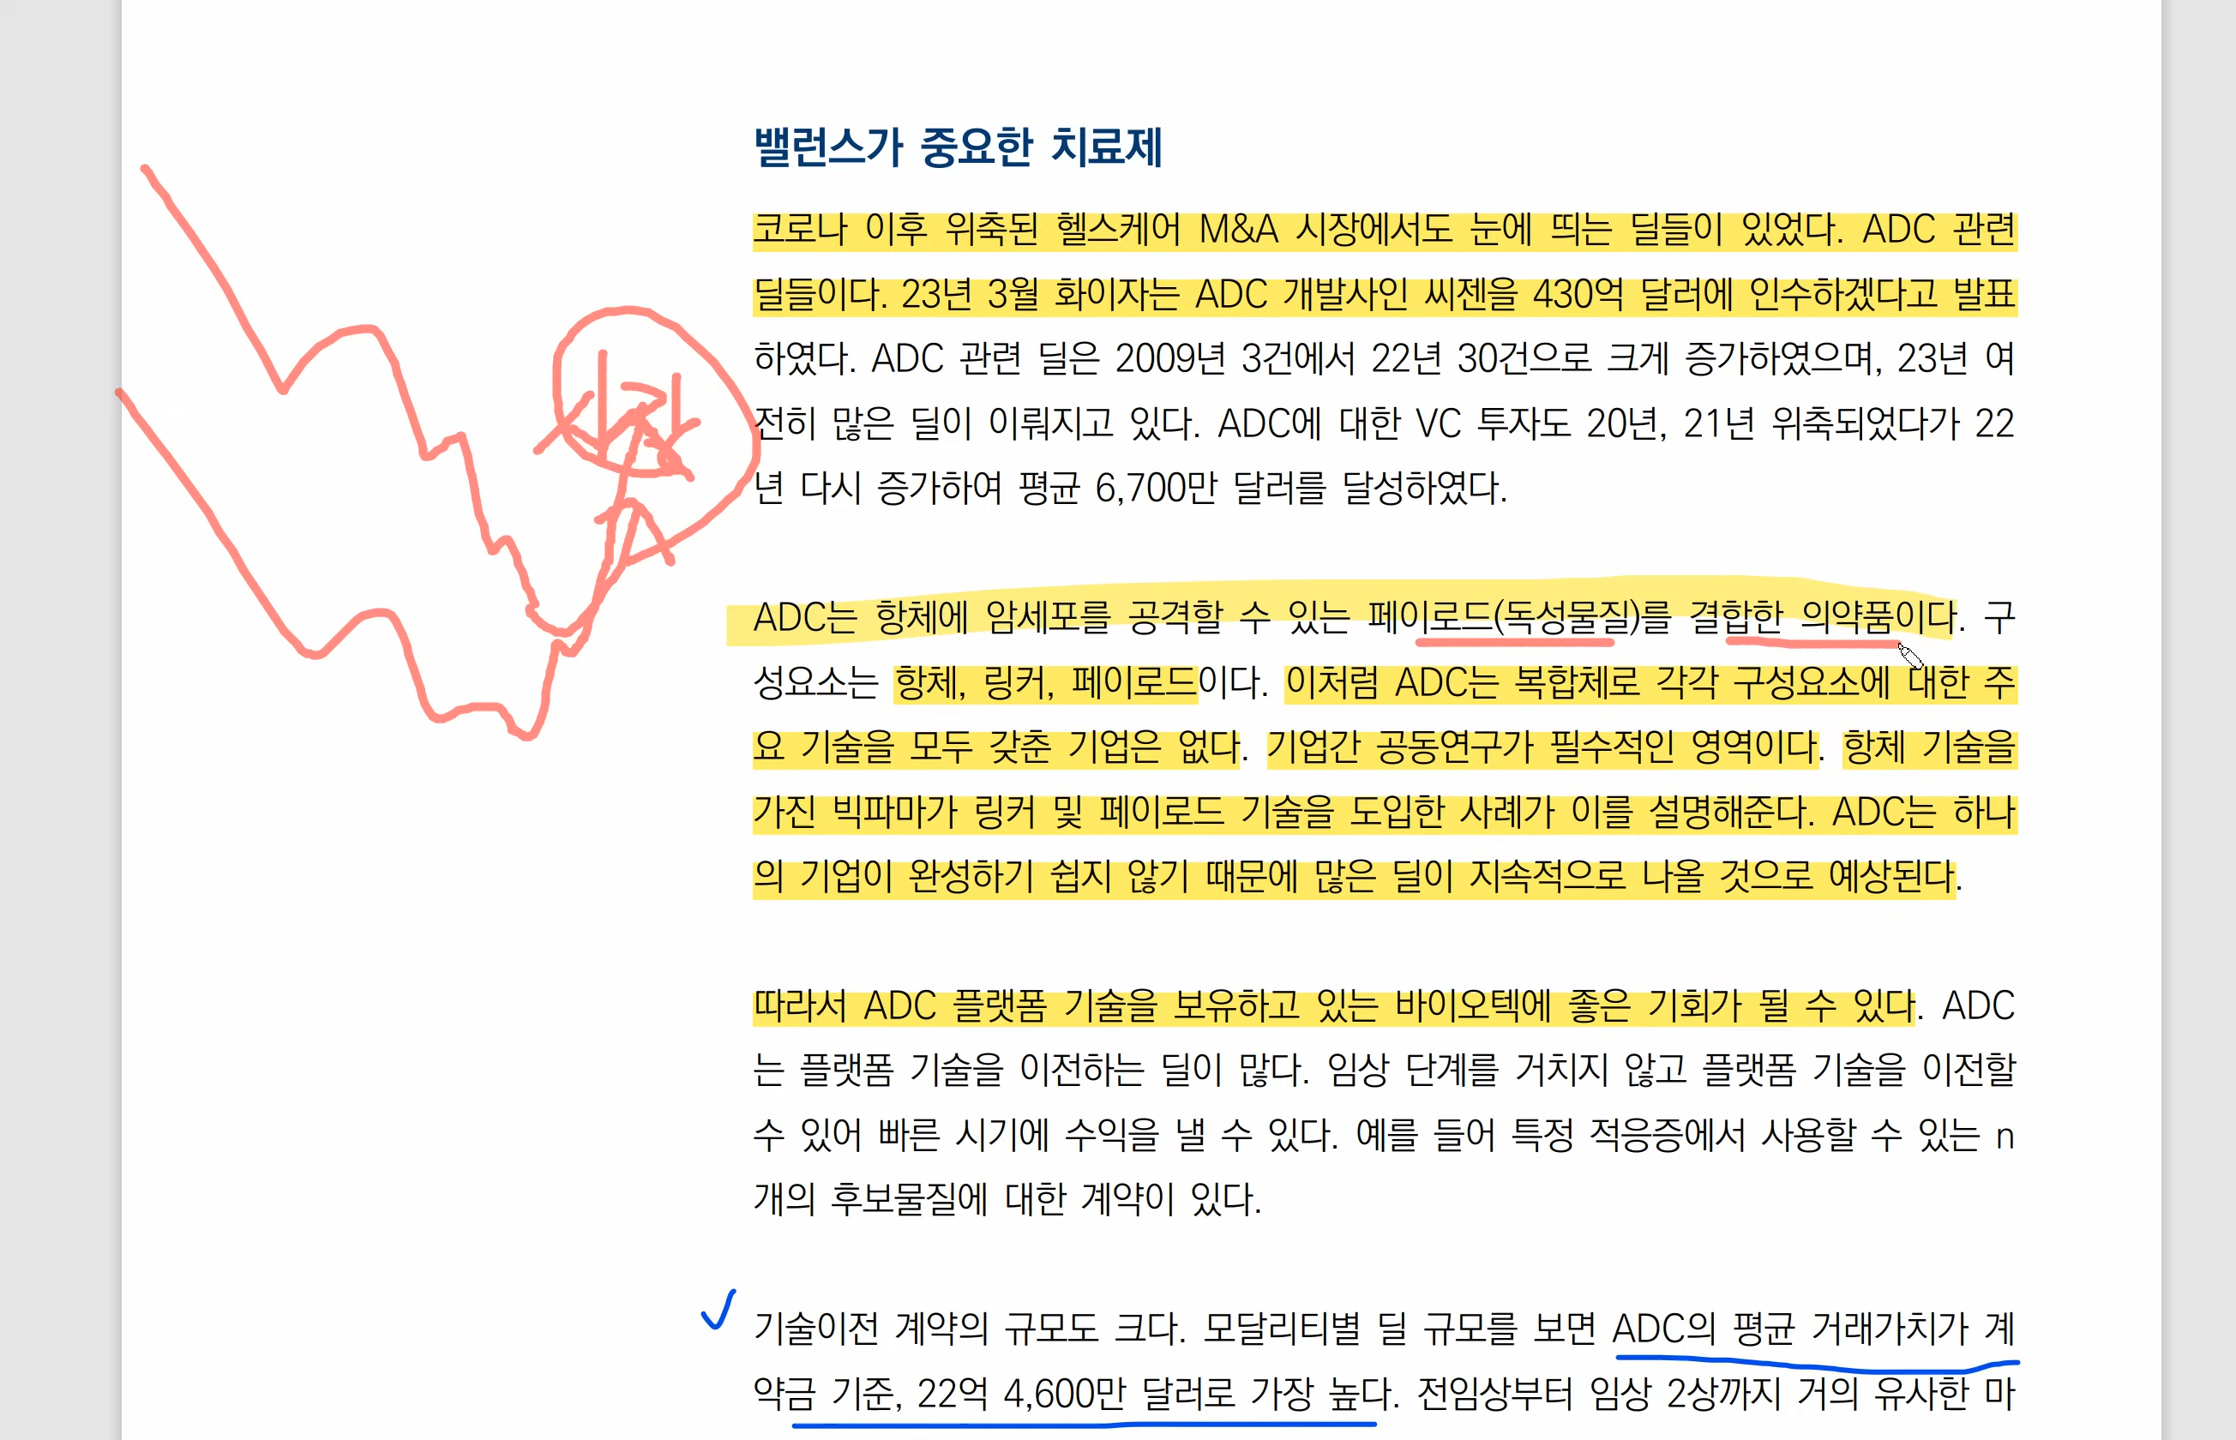 밸런스가 중요한 치료제
코로나 이후 위축된 헬스케어 M&A 시장에서도 눈에 띄는 딜들이 있었다. ADC 관련
딜들이다. 23년 3월 화이자는 ADC 개발사인 씨젠을 430억 달러에 인수하겠다고 발표
하였다. ADC 관련 딜은 2009년 3건에서 22년 30건으로 크게 증가하였으며, 23년 여
전히 많은 딜이 이뤄지고 있다. ADC에 대한 VC 투자도 20년, 21년 위축되었다가 22
년 다시 증가하여 평균 6,700만 달러를 달성하였다.
ADC는 항체에 암세포를 공격할 수 있는 페이로드(독성물질)를 결합한 의약품이다. 구
성요소는 항체, 링커, 페이로드이다. 이처럼 ADC는 복합체로 각각 구성요소에 대한 주
요 기술을 모두 갖춘 기업은 없다. 기업간 공동연구가 필수적인 영역이다. 항체 기술을
가진 빅파마가 링커 및 페이로드 기술을 도입한 사례가 이를 설명해준다. ADC는 하나
의 기업이 완성하기 쉽지 않기 때문에 많은 딜이 지속적으로 나올 것으로 예상된다.
따라서 ADC 플랫폼 기술을 보유하고 있는 바이오텍에 좋은 기회가 될 수 있다. ADC
는 플랫폼 기술을 이전하는 딜이 많다. 임상 단계를 거치지 않고 플랫폼 기술을 이전할
수 있어 빠른 시기에 수익을 낼 수 있다. 예를 들어 특정 적응증에서 사용할 수 있는 n
개의 후보물질에 대한 계약이 있다.
기술이전 계약의 규모도 크다. 모달리티별 딜 규모를 보면 ADC의 평균 거래가치가 계
약금 기준, 22억 4,600만 달러로 가장 높다. 전임상부터 임상 2상까지 거의 유사한 마